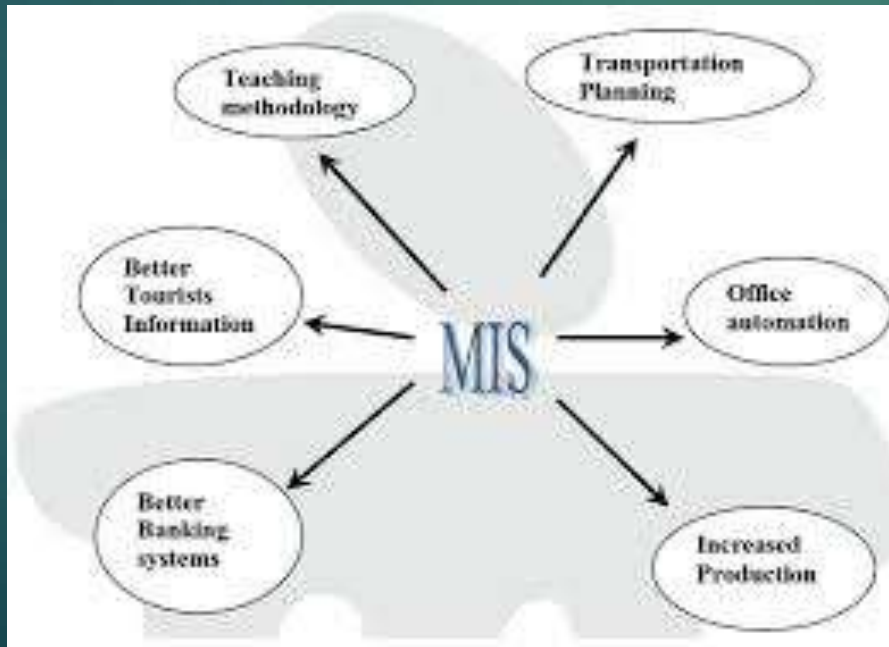 Teaching
methodology
Transportation
Planning
Better
Tourists
Information
Office
automation
MIS
Better
Banking
systems
Increased
Production